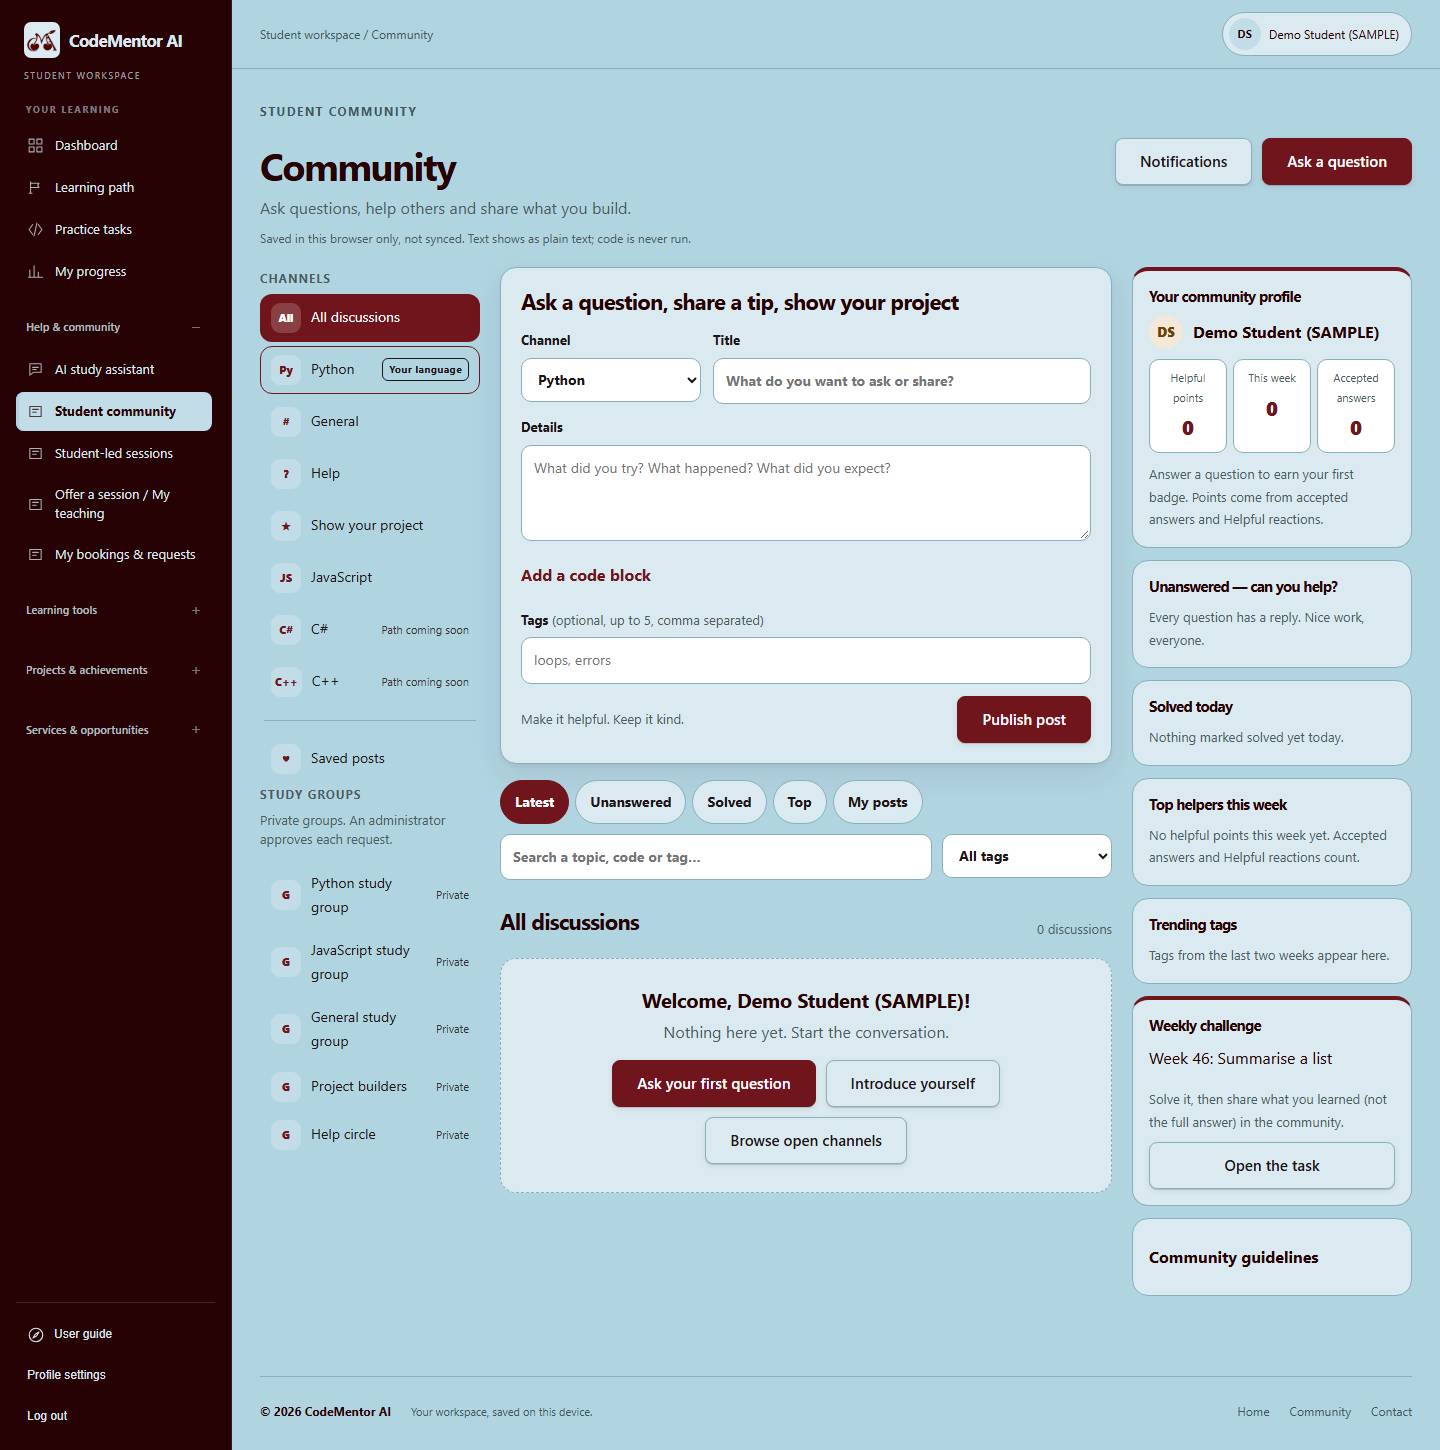 CodeMentor AI
STUDENT WORKSPACE
YOUR LEARNING
Dashboard
Learning path
Practice tasks
My progress
Help & community
AI study assistant
Student community
Student-led sessions
Offer a session / My
teaching
My bookings & requests
Learning tools
Projects & achievements
Services & opportunities
User guide
Profile settings
Log out
Student workspace / Community
DS Demo Student (SAMPLE)
STUDENT COMMUNITY
Community
Ask questions, help others and share what you build.
Saved in this browser only, not synced. Text shows as plain text; code is never run.
Notifications
Ask a question
CHANNELS
All All discussions
Py Python Your language
# General
? Help
★ Show your project
JS JavaScript
C# C# Path coming soon
C++ C++ Path coming soon
♥ Saved posts
STUDY GROUPS
Private groups. An administrator
approves each request.
G Python study
group Private
G JavaScript study
group Private
G General study
group Private
G Project builders Private
G Help circle Private
Ask a question, share a tip, show your project
Channel Title
Python What do you want to ask or share?
Details
What did you try? What happened? What did you expect?
Add a code block
Tags (optional, up to 5, comma separated)
loops, errors
Make it helpful. Keep it kind.
Publish post
Latest Unanswered Solved Top My posts
Search a topic, code or tag... All tags
All discussions
0 discussions
Welcome, Demo Student (SAMPLE)!
Nothing here yet. Start the conversation.
Ask your first question Introduce yourself
Browse open channels
Your community profile
DS Demo Student (SAMPLE)
Helpful
points
0
This week
0
Accepted
answers
0
Answer a question to earn your first
badge. Points come from accepted
answers and Helpful reactions.
Unanswered — can you help?
Every question has a reply. Nice work,
everyone.
Solved today
Nothing marked solved yet today.
Top helpers this week
No helpful points this week yet. Accepted
answers and Helpful reactions count.
Trending tags
Tags from the last two weeks appear here.
Weekly challenge
Week 46: Summarise a list
Solve it, then share what you learned (not
the full answer) in the community.
Open the task
Community guidelines
© 2026 CodeMentor AI Your workspace, saved on this device.
Home Community Contact